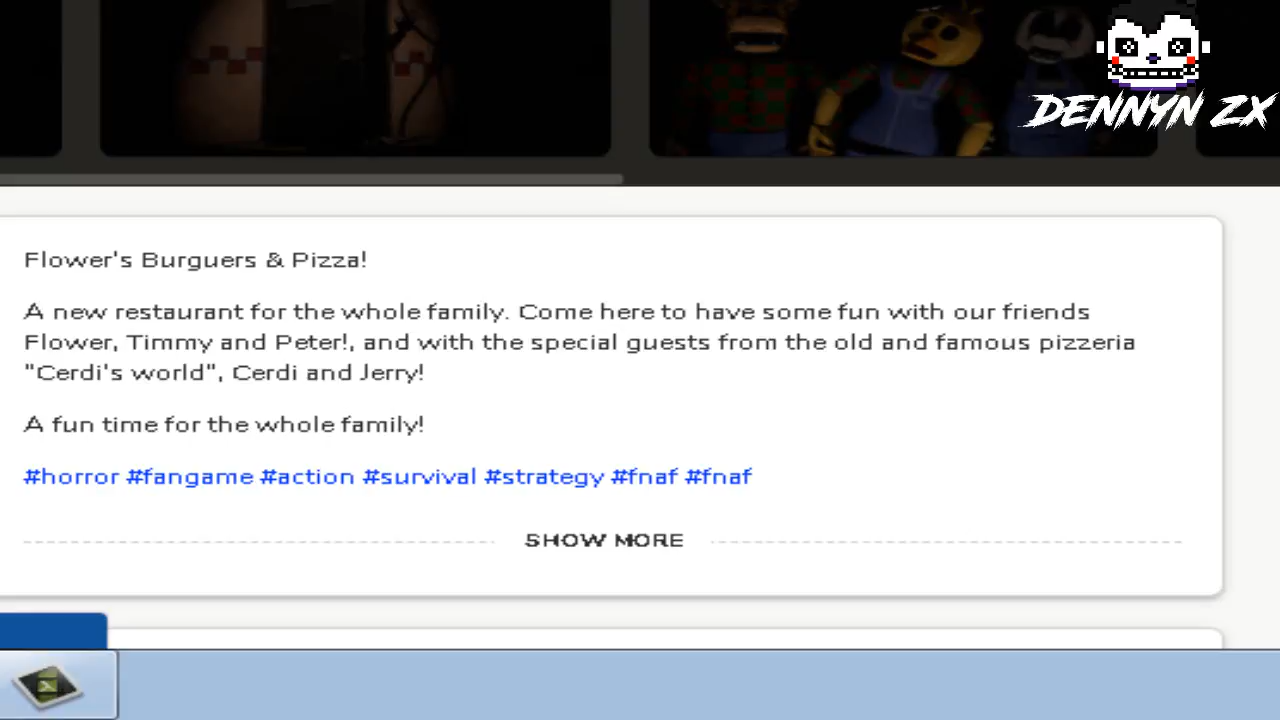 DENNYN ZX
Flower's Burguers & Pizza!
A new restaurant for the whole family. Come here to have some fun with our friends
Flower, Timmy and Peter!, and with the special guests from the old and famous pizzeria
"Cerdi's world", Cerdi and Jerry!
A fun time for the whole family!
#horror #fangame #action #survival #strategy #fnaf #fnaf
SHOW MORE